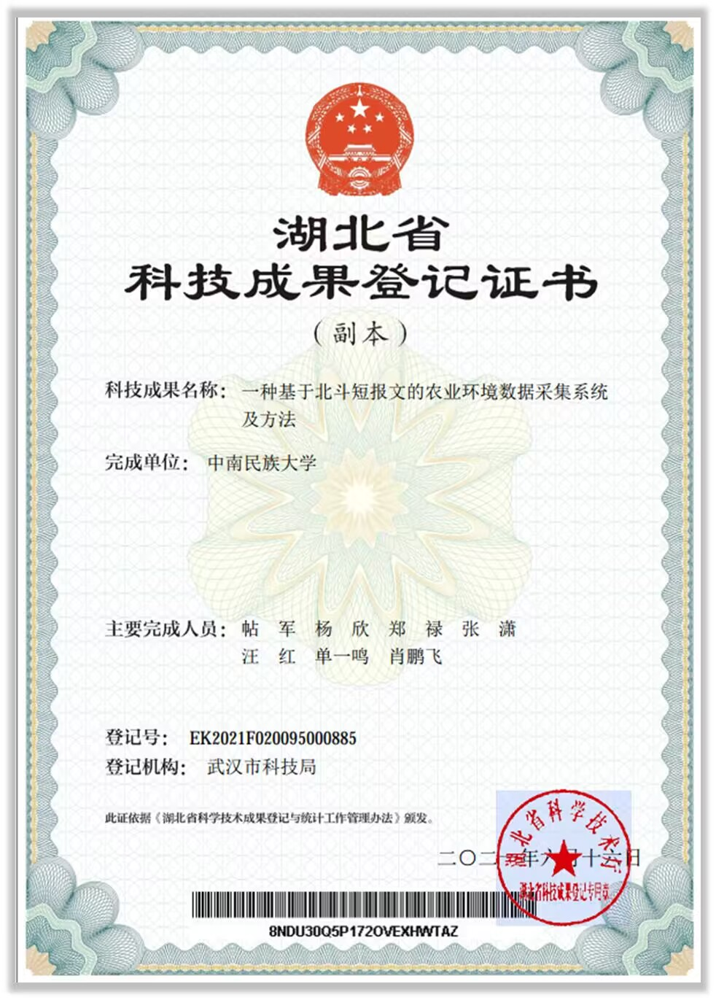 湖北省
科技成果登记证书
（副本）
科技成果名称： 一种基于北斗短报文的农业环境数据采集系统
及方法
完成单位： 中南民族大学
主要完成人员： 帖 军 杨 欣 郑 禄 张 潇
汪 红 单一鸣 肖鹏飞
登记号： EK2021F020095000885
登记机构： 武汉市科技局
此证依据《湖北省科学技术成果登记与统计工作管理办法》颁发。
湖北省科学技术厅
二〇二一年六月十六日
湖北省科技成果登记专用章
8NDU30Q5P172OVEXHWTAZ